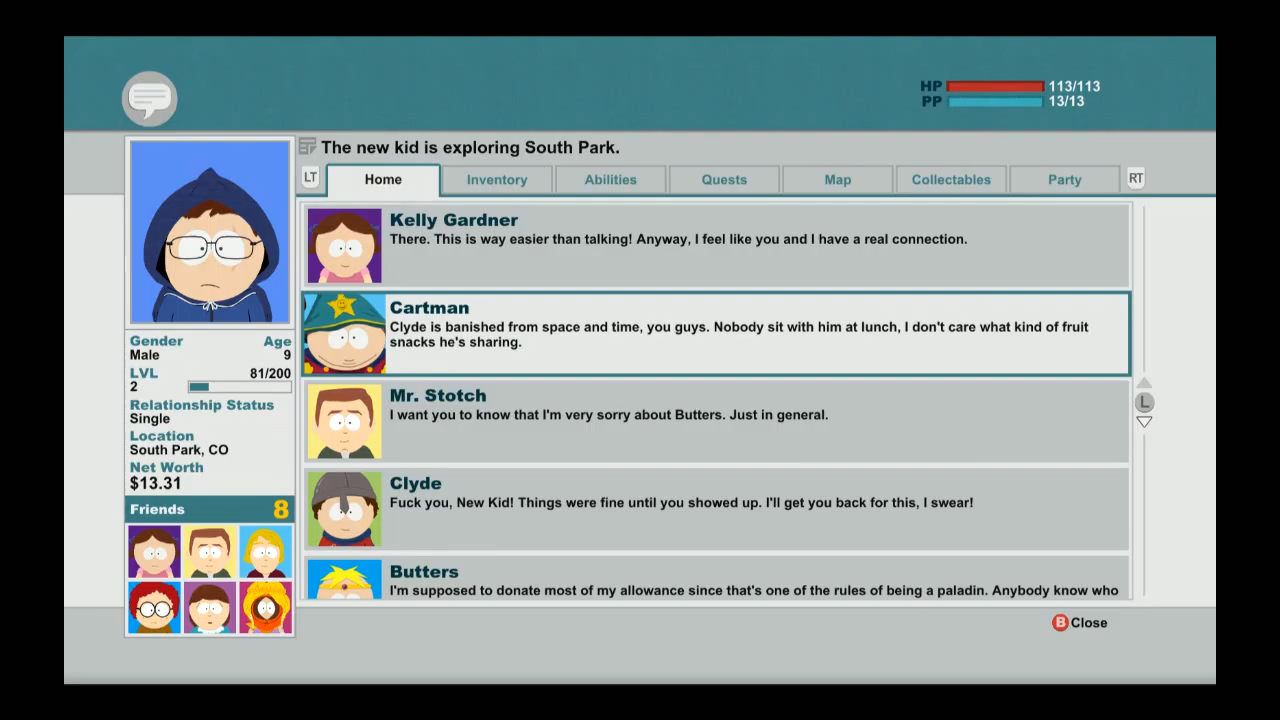 HP 113/113
PP 13/13
The new kid is exploring South Park.
LT Home Inventory Abilities Quests Map Collectables Party RT
Gender Age
Male 9
LVL 81/200
2
Relationship Status
Single
Location
South Park, CO
Net Worth
$13.31
Friends 8
Kelly Gardner
There. This is way easier than talking! Anyway, I feel like you and I have a real connection.
Cartman
Clyde is banished from space and time, you guys. Nobody sit with him at lunch, I don't care what kind of fruit
snacks he's sharing.
Mr. Stotch
I want you to know that I'm very sorry about Butters. Just in general.
Clyde
Fuck you, New Kid! Things were fine until you showed up. I'll get you back for this, I swear!
Butters
I'm supposed to donate most of my allowance since that's one of the rules of being a paladin. Anybody know who
L
B Close